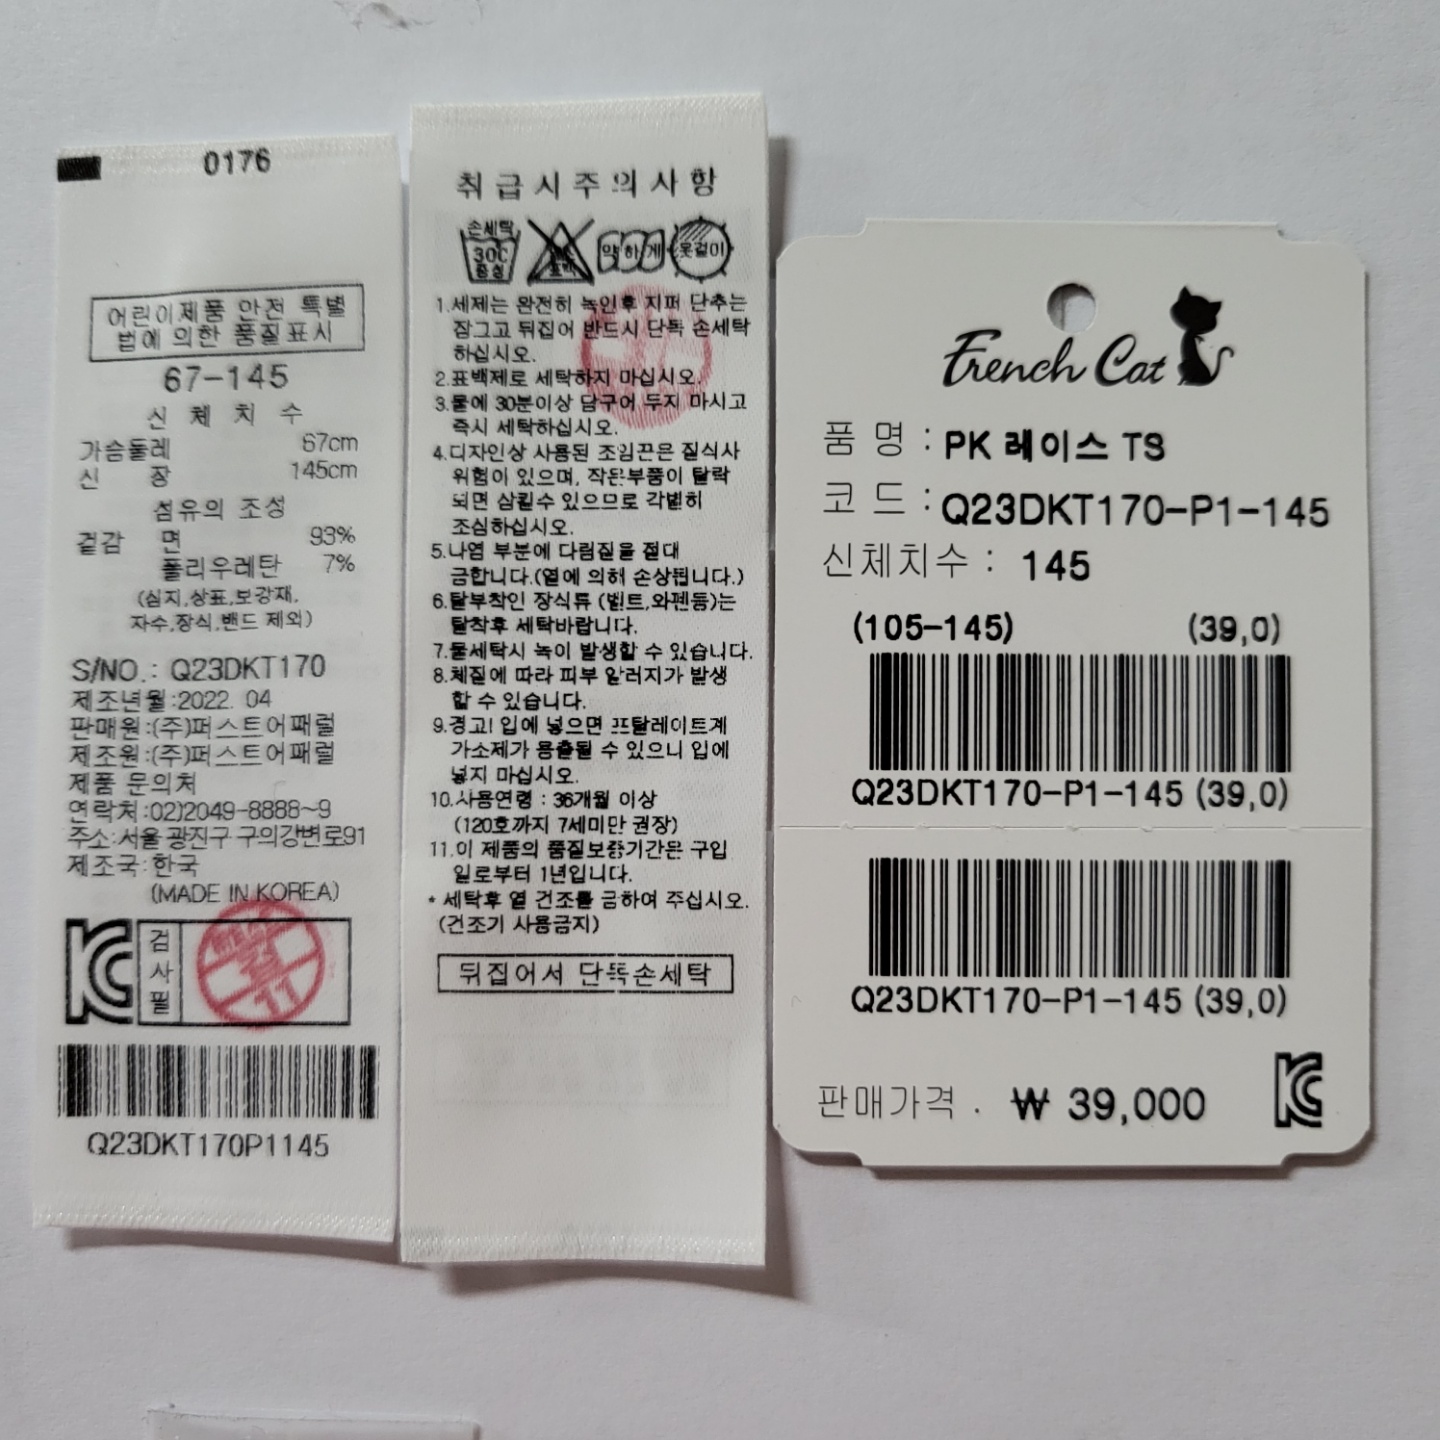 0176
어린이제품 안전 특별
법에 의한 품질표시
67-145
신 체 치 수
가슴둘레 67cm
신 장 145cm
섬유의 조성
겉감 면 93%
폴리우레탄 7%
(심지,상표,보강재,
자수,장식,밴드 제외)
S/NO.: Q23DKT170
제조년월:2022. 04
판매원:(주)퍼스트어패럴
제조원:(주)퍼스트어패럴
제품 문의처
연락처:02)2049-8888~9
주소:서울 광진구 구의강변로91
제조국:한국
(MADE IN KOREA)
검
사
필
11
Q23DKT170P1145
취급시주의사항
손세탁
30C
중성
약하게
옷걸이
1.세제는 완전히 녹인후 지퍼 단추는
잠그고 뒤집어 반드시 단독 손세탁
하십시오.
2.표백제로 세탁하지 마십시오.
3.물에 30분이상 담구어 두지 마시고
즉시 세탁하십시오.
4.디자인상 사용된 조임끈은 질식사
위험이 있으며, 작은부품이 탈락
되면 삼킬수 있으므로 각별히
조심하십시오.
5.나염 부분에 다림질을 절대
금합니다.(열에 의해 손상됩니다.)
6.탈부착인 장식류 (벨트,와펜등)는
탈착후 세탁바랍니다.
7.물세탁시 녹이 발생할 수 있습니다.
8.체질에 따라 피부 알러지가 발생
할 수 있습니다.
9.경고! 입에 넣으면 프탈레이트계
가소제가 용출될 수 있으니 입에
넣지 마십시오.
10.사용연령 : 36개월 이상
(120호까지 7세미만 권장)
11.이 제품의 품질보증기간은 구입
일로부터 1년입니다.
* 세탁후 열 건조를 금하여 주십시오.
(건조기 사용금지)
뒤집어서 단독손세탁
French Cat
품 명 : PK 레이스 TS
코 드 : Q23DKT170-P1-145
신체치수 : 145
(105-145) (39,0)
Q23DKT170-P1-145 (39,0)
Q23DKT170-P1-145 (39,0)
판매가격 . ₩ 39,000